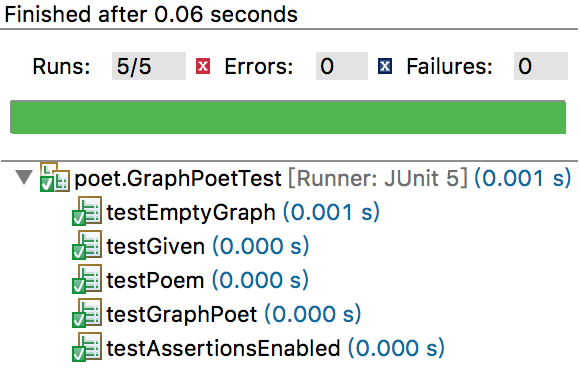 Finished after 0.06 seconds
Runs: 5/5 Errors: 0 Failures: 0
poet.GraphPoetTest [Runner: JUnit 5] (0.001 s)
testEmptyGraph (0.001 s)
testGiven (0.000 s)
testPoem (0.000 s)
testGraphPoet (0.000 s)
testAssertionsEnabled (0.000 s)